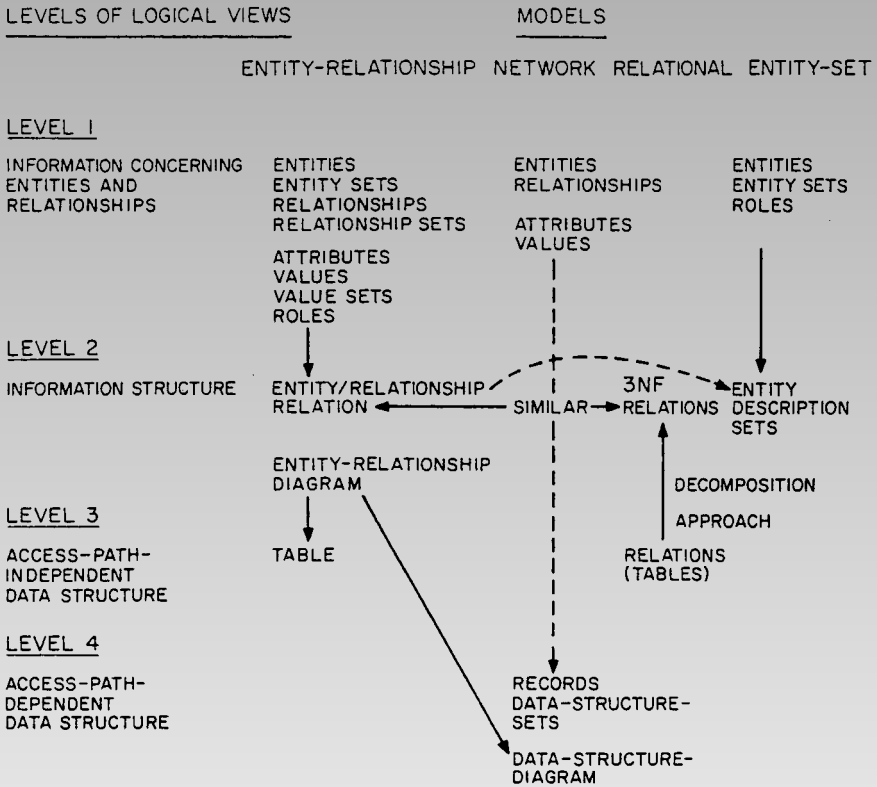 LEVELS OF LOGICAL VIEWS
MODELS
ENTITY-RELATIONSHIP NETWORK RELATIONAL ENTITY-SET
LEVEL 1
INFORMATION CONCERNING
ENTITIES AND
RELATIONSHIPS
ENTITIES
ENTITY SETS
RELATIONSHIPS
RELATIONSHIP SETS
ATTRIBUTES
VALUES
VALUE SETS
ROLES
ENTITIES
RELATIONSHIPS
ATTRIBUTES
VALUES
ENTITIES
ENTITY SETS
ROLES
LEVEL 2
INFORMATION STRUCTURE
ENTITY/RELATIONSHIP
RELATION
SIMILAR
3NF
RELATIONS
ENTITY
DESCRIPTION
SETS
ENTITY-RELATIONSHIP
DIAGRAM
DECOMPOSITION
APPROACH
LEVEL 3
ACCESS-PATH-
INDEPENDENT
DATA STRUCTURE
TABLE
RELATIONS
(TABLES)
LEVEL 4
ACCESS-PATH-
DEPENDENT
DATA STRUCTURE
RECORDS
DATA-STRUCTURE-
SETS
DATA-STRUCTURE-
DIAGRAM